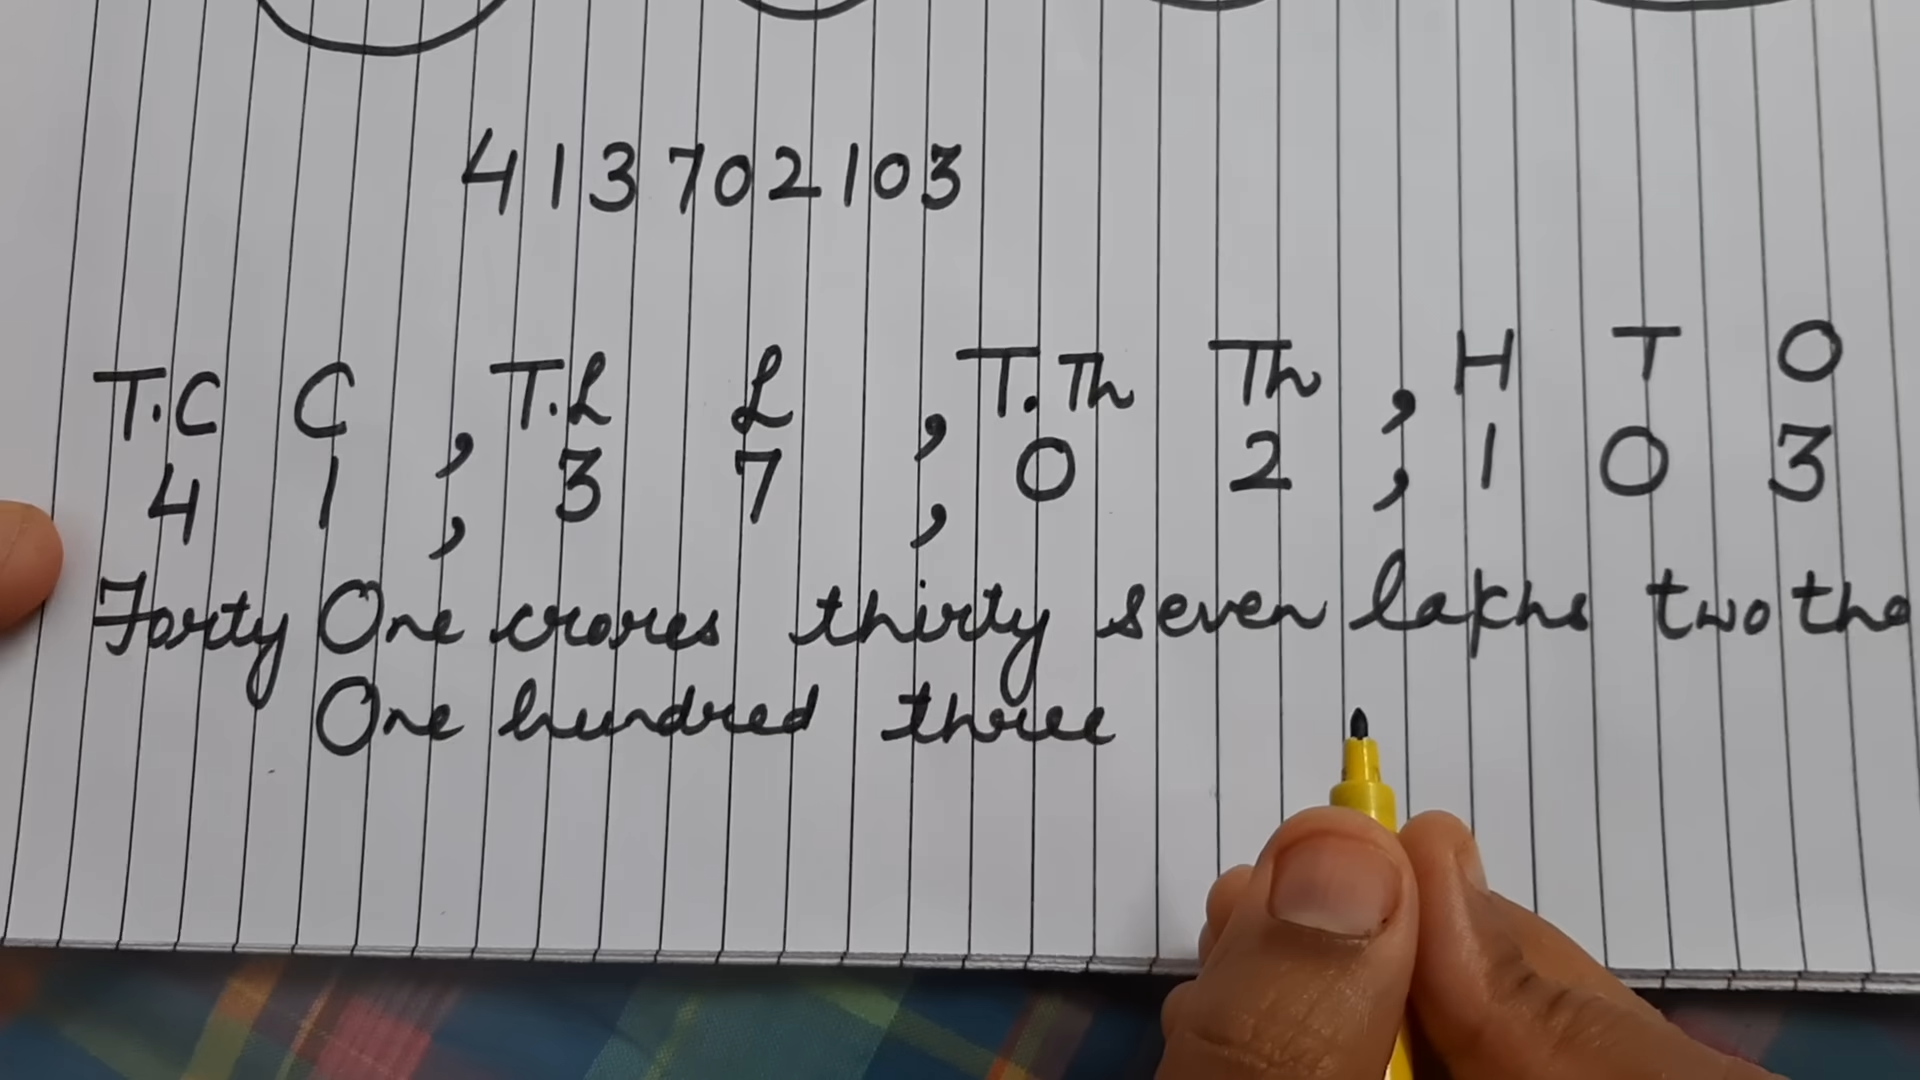 413702103
T.C C , T.L L , T.Th Th , H T O
4 1 , 3 7 , 0 2 , 1 0 3
Forty One crores thirty seven lakhs two tho
One hundred three